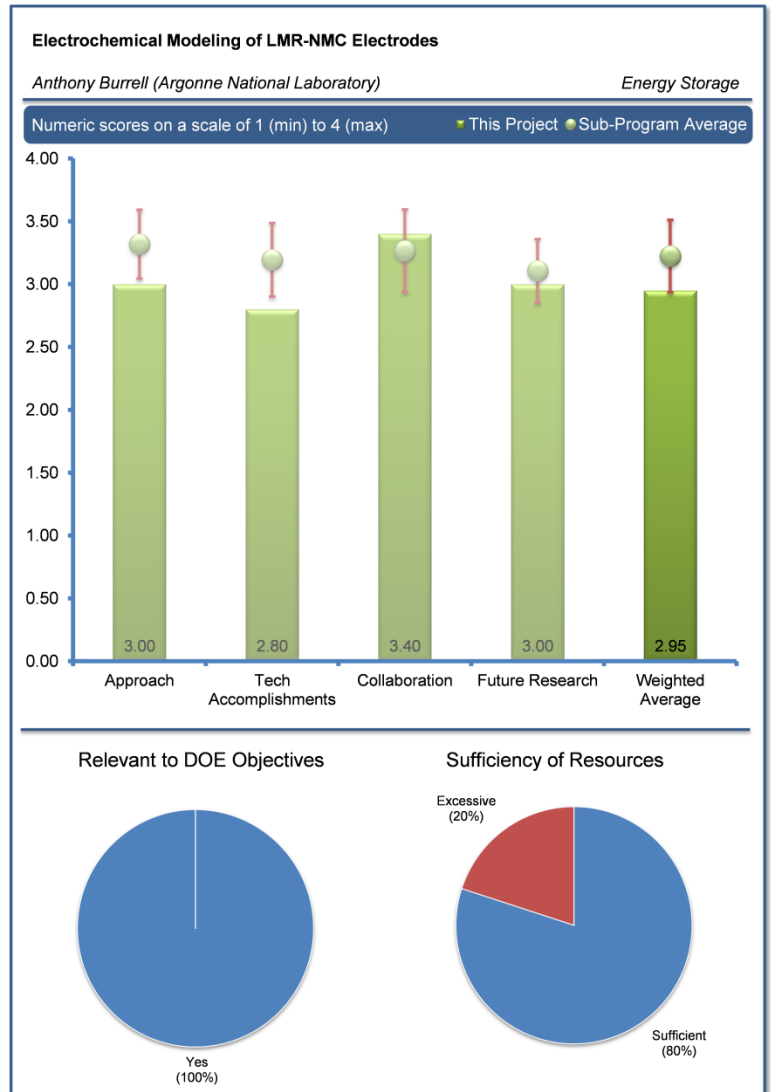 Electrochemical Modeling of LMR-NMC Electrodes
Anthony Burrell (Argonne National Laboratory) Energy Storage
Numeric scores on a scale of 1 (min) to 4 (max) This Project Sub-Program Average
4.00
3.50
3.00
2.50
2.00
1.50
1.00
0.50
0.00
3.00 2.80 3.40 3.00 2.95
Approach Tech Collaboration Future Research Weighted
Accomplishments Average
Relevant to DOE Objectives Sufficiency of Resources
Excessive
(20%)
Sufficient
(80%)
Yes
(100%)